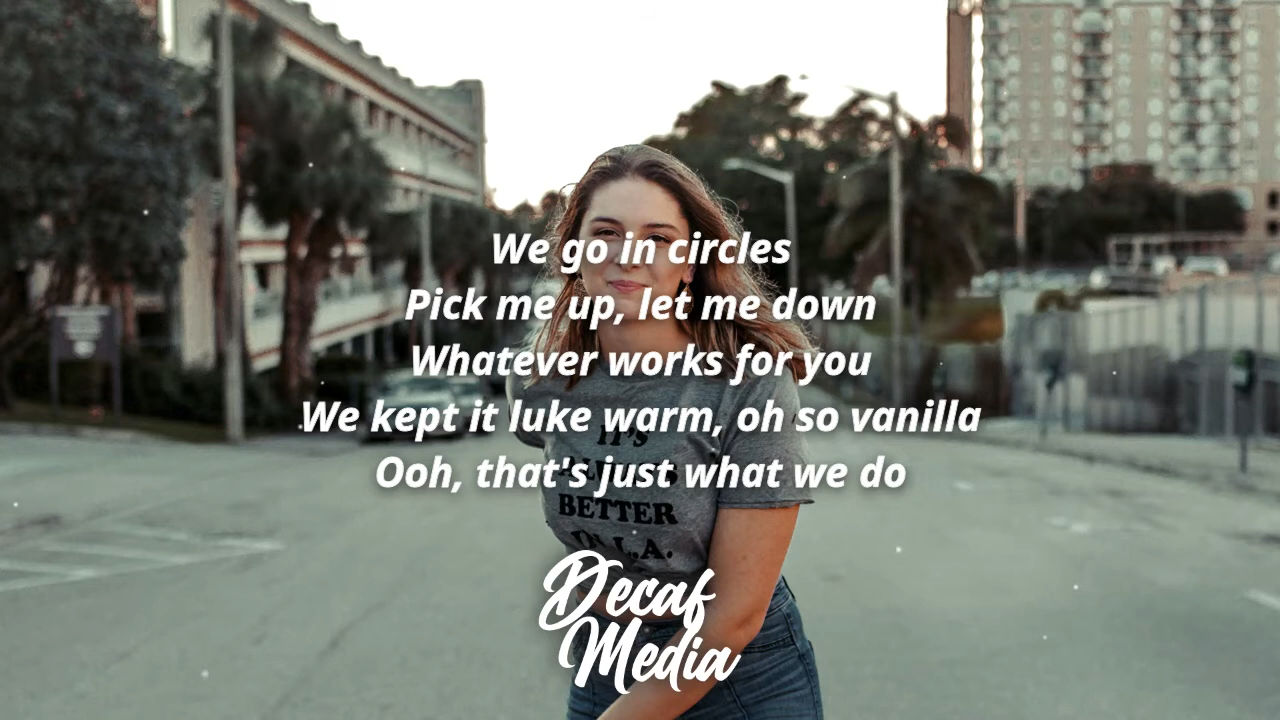 We go in circles
Pick me up, let me down
Whatever works for you
We kept it luke warm, oh so vanilla
Ooh, that's just what we do
IT'S
BETTER
L.A.
Decaf
Media